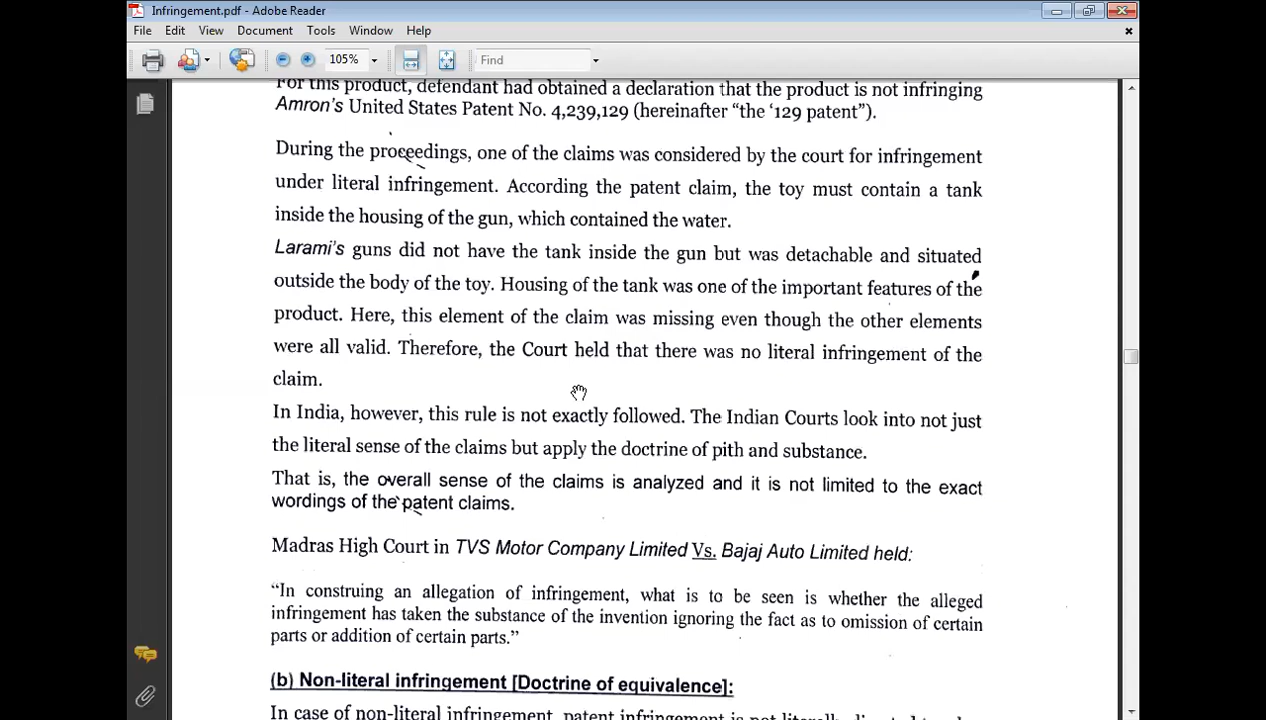 Infringement.pdf - Adobe Reader
File Edit View Document Tools Window Help
105% Find
For this product, defendant had obtained a declaration that the product is not infringing
Amron's United States Patent No. 4,239,129 (hereinafter “the ‘129 patent”).
During the proceedings, one of the claims was considered by the court for infringement
under literal infringement. According the patent claim, the toy must contain a tank
inside the housing of the gun, which contained the water.
Larami's guns did not have the tank inside the gun but was detachable and situated
outside the body of the toy. Housing of the tank was one of the important features of the
product. Here, this element of the claim was missing even though the other elements
were all valid. Therefore, the Court held that there was no literal infringement of the
claim.
In India, however, this rule is not exactly followed. The Indian Courts look into not just
the literal sense of the claims but apply the doctrine of pith and substance.
That is, the overall sense of the claims is analyzed and it is not limited to the exact
wordings of the patent claims.
Madras High Court in TVS Motor Company Limited Vs. Bajaj Auto Limited held:
“In construing an allegation of infringement, what is to be seen is whether the alleged
infringement has taken the substance of the invention ignoring the fact as to omission of certain
parts or addition of certain parts.”
(b) Non-literal infringement [Doctrine of equivalence]:
In case of non-literal infringement, patent infringement is not literally